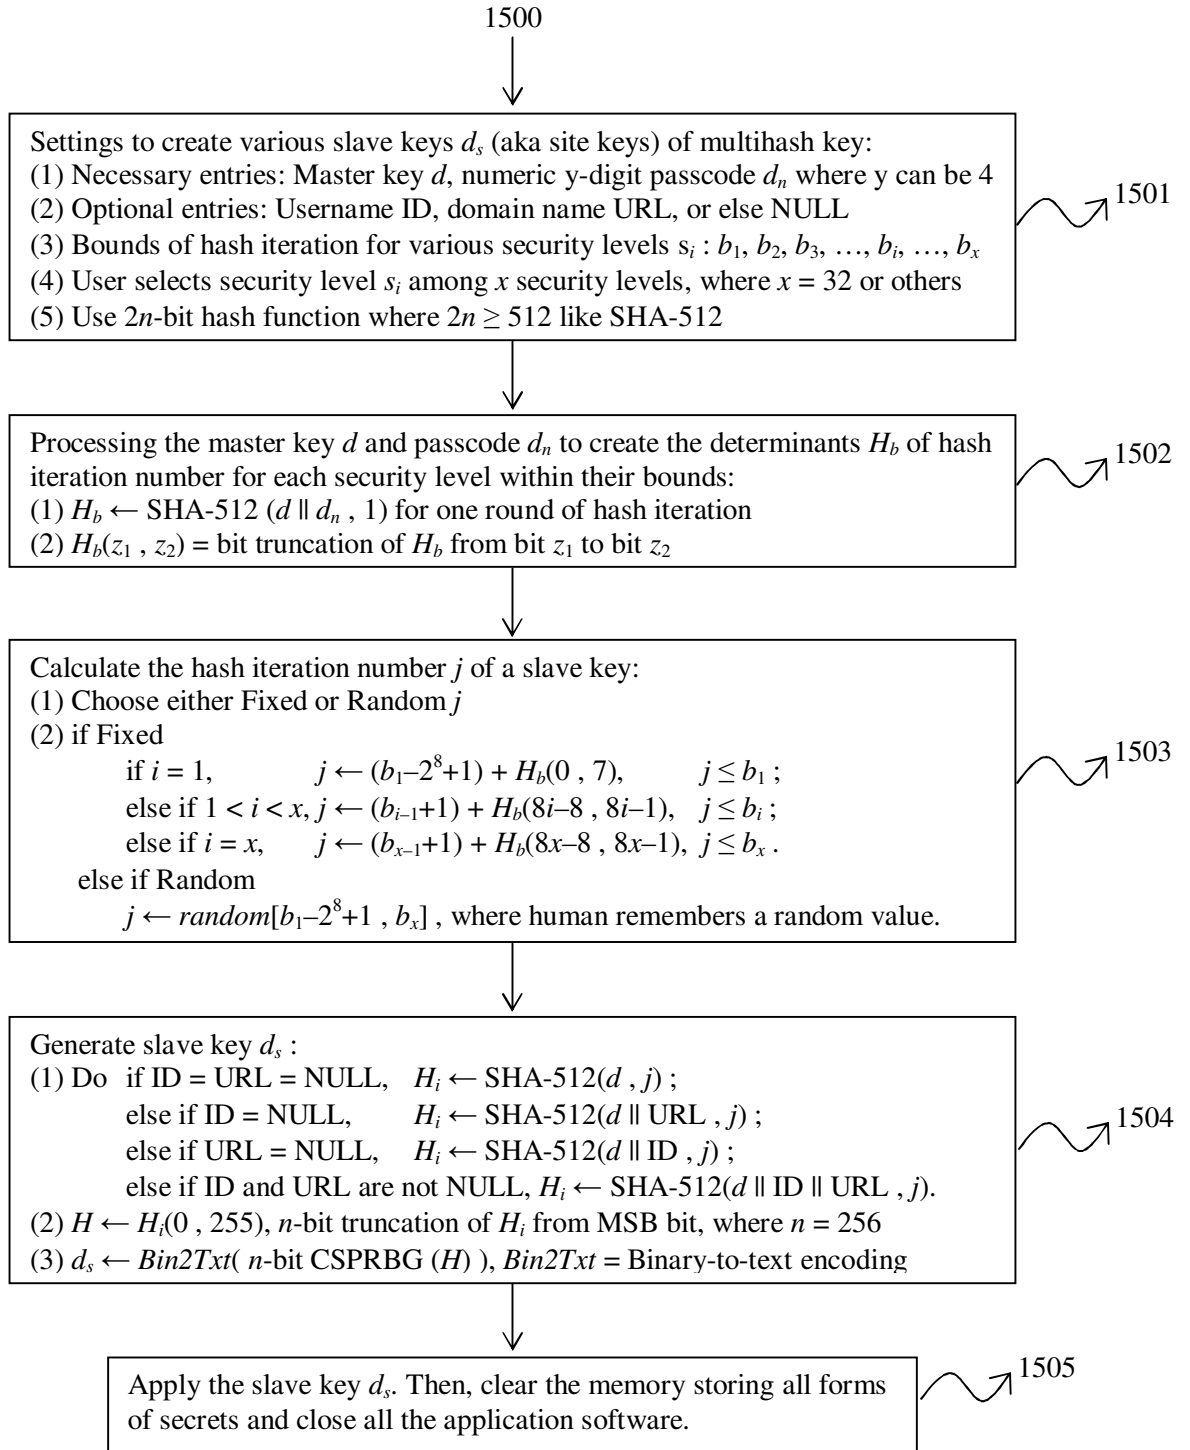 1500
Settings to create various slave keys dₛ (aka site keys) of multihash key:
(1) Necessary entries: Master key d, numeric y-digit passcode dₙ where y can be 4
(2) Optional entries: Username ID, domain name URL, or else NULL
(3) Bounds of hash iteration for various security levels sᵢ : b₁, b₂, b₃, …, bᵢ, …, bₓ
(4) User selects security level sᵢ among x security levels, where x = 32 or others
(5) Use 2n-bit hash function where 2n ≥ 512 like SHA-512
1501
Processing the master key d and passcode dₙ to create the determinants H_b of hash
iteration number for each security level within their bounds:
(1) H_b ← SHA-512 (d || dₙ , 1) for one round of hash iteration
(2) H_b(z₁ , z₂) = bit truncation of H_b from bit z₁ to bit z₂
1502
Calculate the hash iteration number j of a slave key:
(1) Choose either Fixed or Random j
(2) if Fixed
if i = 1, j ← (b₁–2⁸+1) + H_b(0 , 7), j ≤ b₁ ;
else if 1 < i < x, j ← (bᵢ₋₁+1) + H_b(8i–8 , 8i–1), j ≤ bᵢ ;
else if i = x, j ← (bₓ₋₁+1) + H_b(8x–8 , 8x–1), j ≤ bₓ .
else if Random
j ← random[b₁–2⁸+1 , bₓ] , where human remembers a random value.
1503
Generate slave key dₛ :
(1) Do if ID = URL = NULL, Hᵢ ← SHA-512(d , j) ;
else if ID = NULL, Hᵢ ← SHA-512(d || URL , j) ;
else if URL = NULL, Hᵢ ← SHA-512(d || ID , j) ;
else if ID and URL are not NULL, Hᵢ ← SHA-512(d || ID || URL , j).
(2) H ← Hᵢ(0 , 255), n-bit truncation of Hᵢ from MSB bit, where n = 256
(3) dₛ ← Bin2Txt( n-bit CSPRBG (H) ), Bin2Txt = Binary-to-text encoding
1504
Apply the slave key dₛ. Then, clear the memory storing all forms
of secrets and close all the application software.
1505